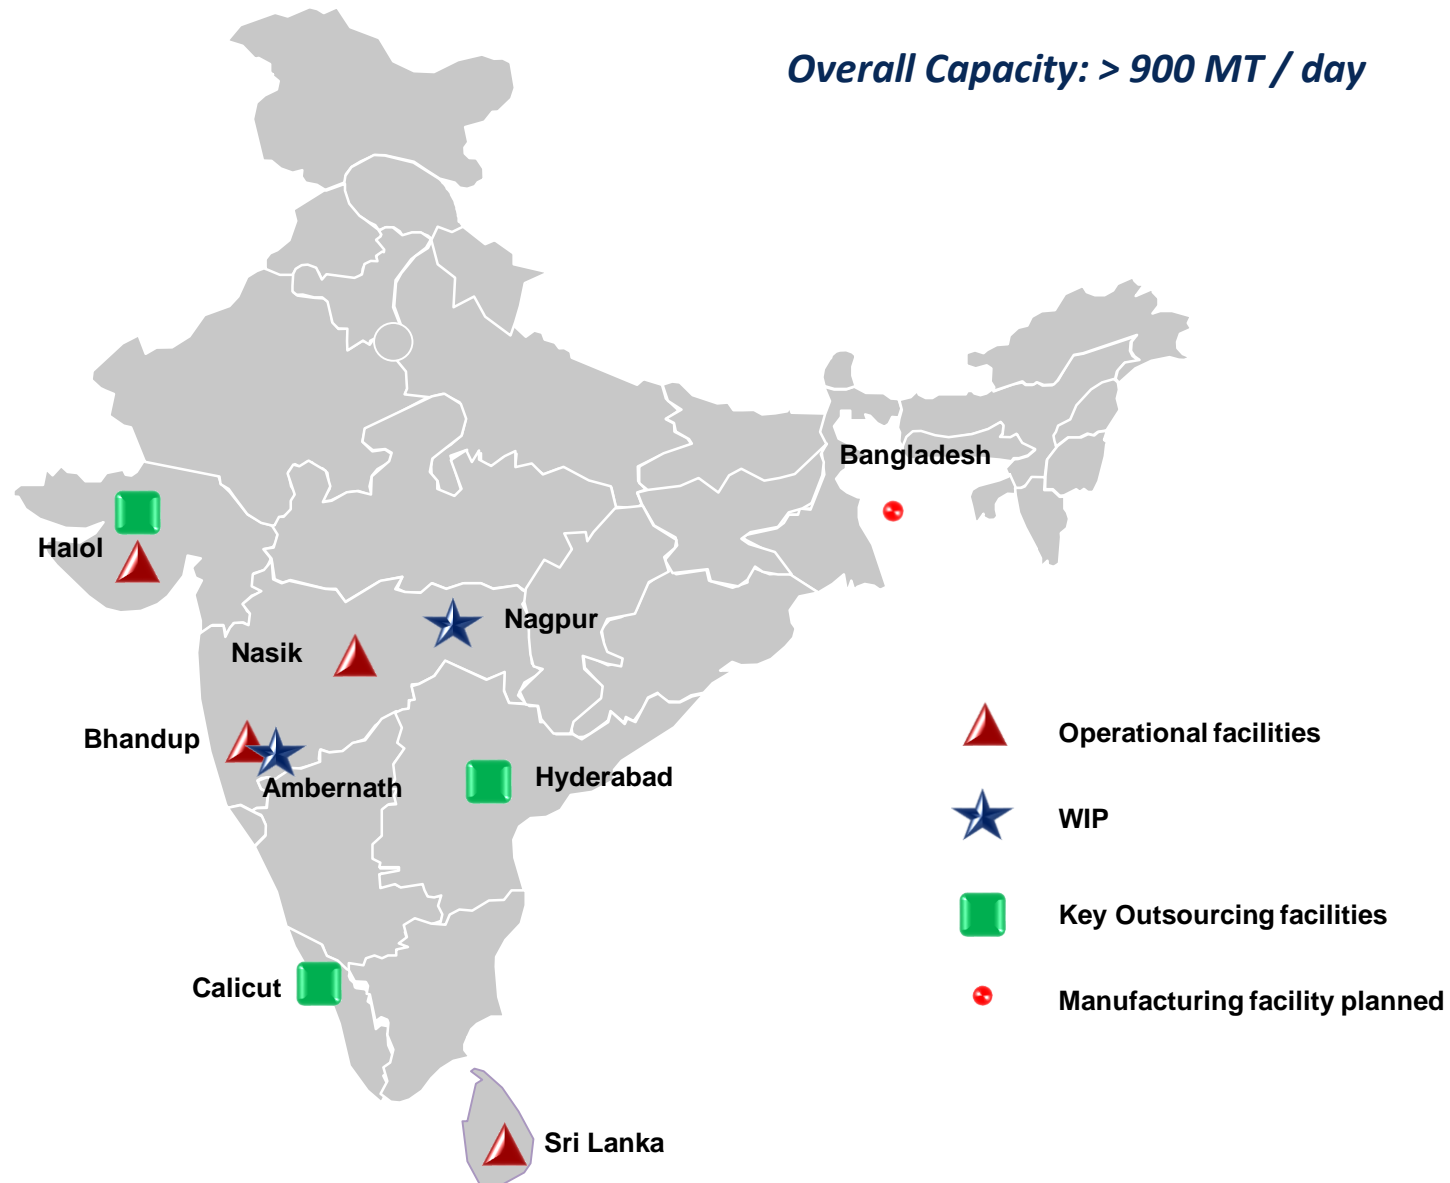 Overall Capacity: > 900 MT / day
Bangladesh
Halol
Nagpur
Nasik
Bhandup
Ambernath
Hyderabad
Calicut
Sri Lanka
Operational facilities
WIP
Key Outsourcing facilities
Manufacturing facility planned